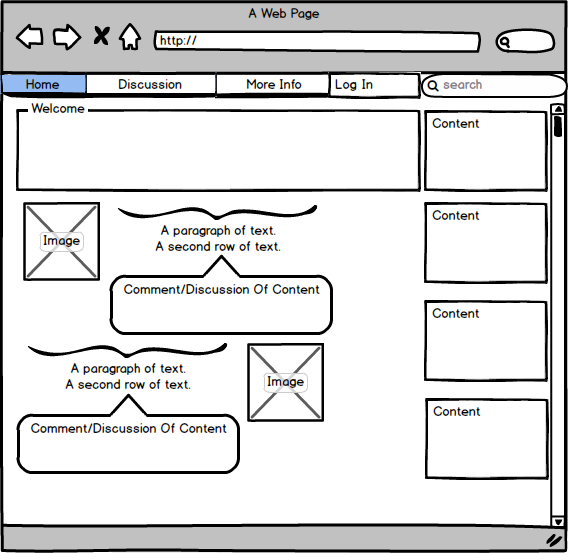 A Web Page
http://
Home
Discussion
More Info
Log In
search
Welcome
Content
Image
A paragraph of text.
A second row of text.
Content
Comment/Discussion Of Content
Content
A paragraph of text.
A second row of text.
Image
Comment/Discussion Of Content
Content